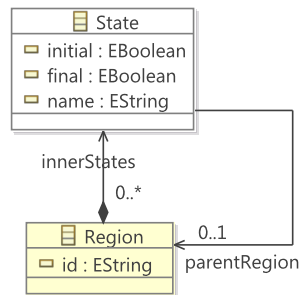 State
initial : EBoolean
final : EBoolean
name : EString
innerStates
0..*
0..1
parentRegion
Region
id : EString